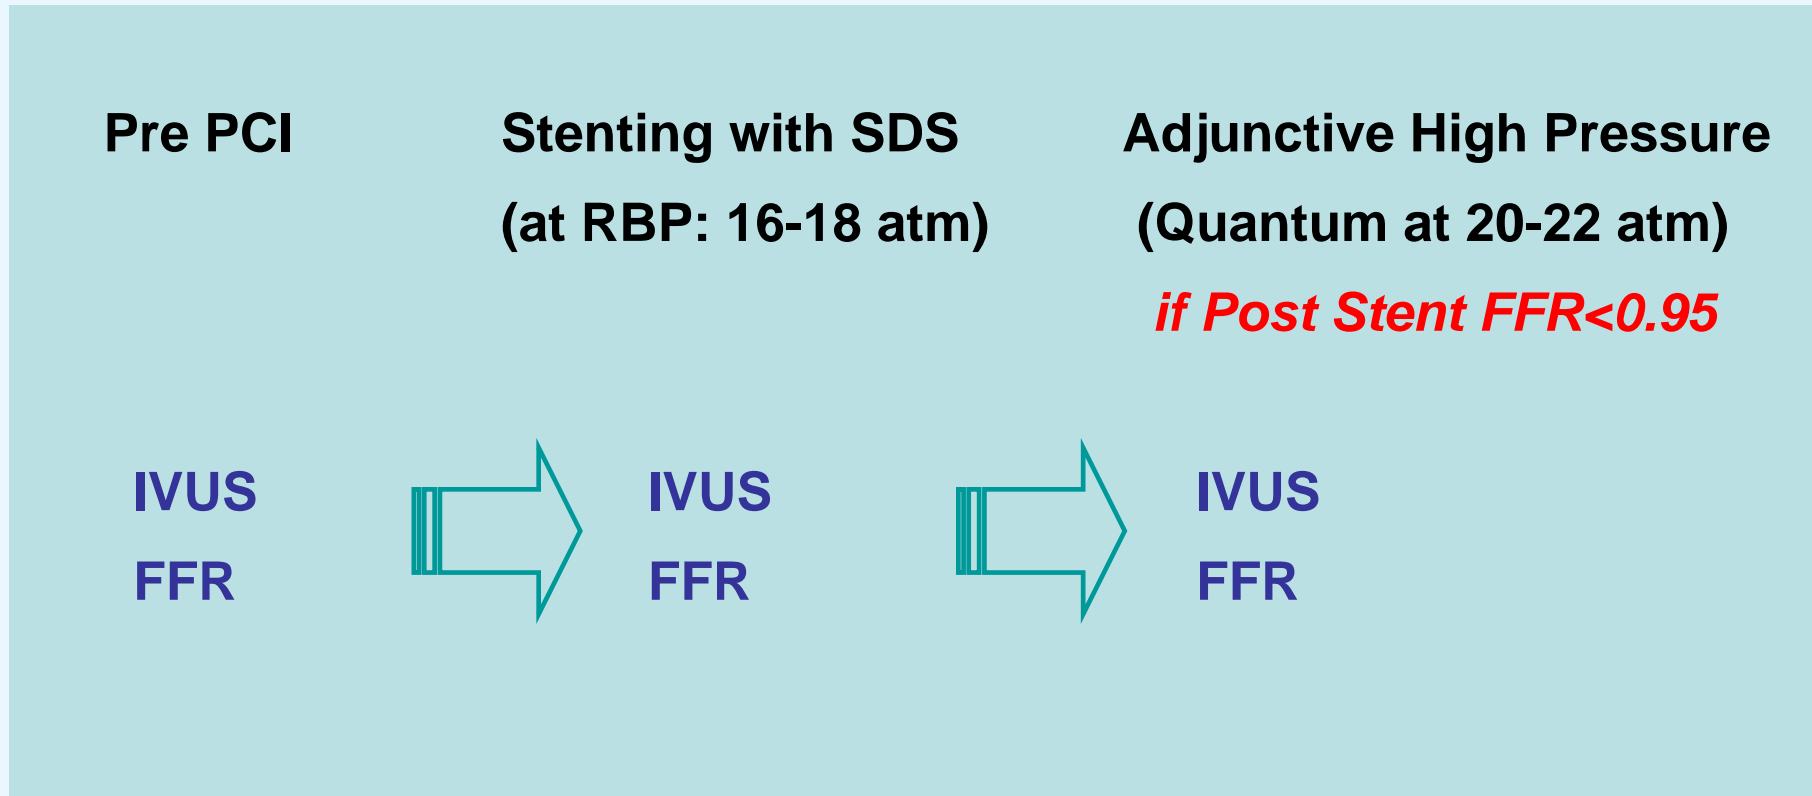 Pre PCI
Stenting with SDS
(at RBP: 16-18 atm)
Adjunctive High Pressure
(Quantum at 20-22 atm)
if Post Stent FFR<0.95
IVUS
FFR
IVUS
FFR
IVUS
FFR